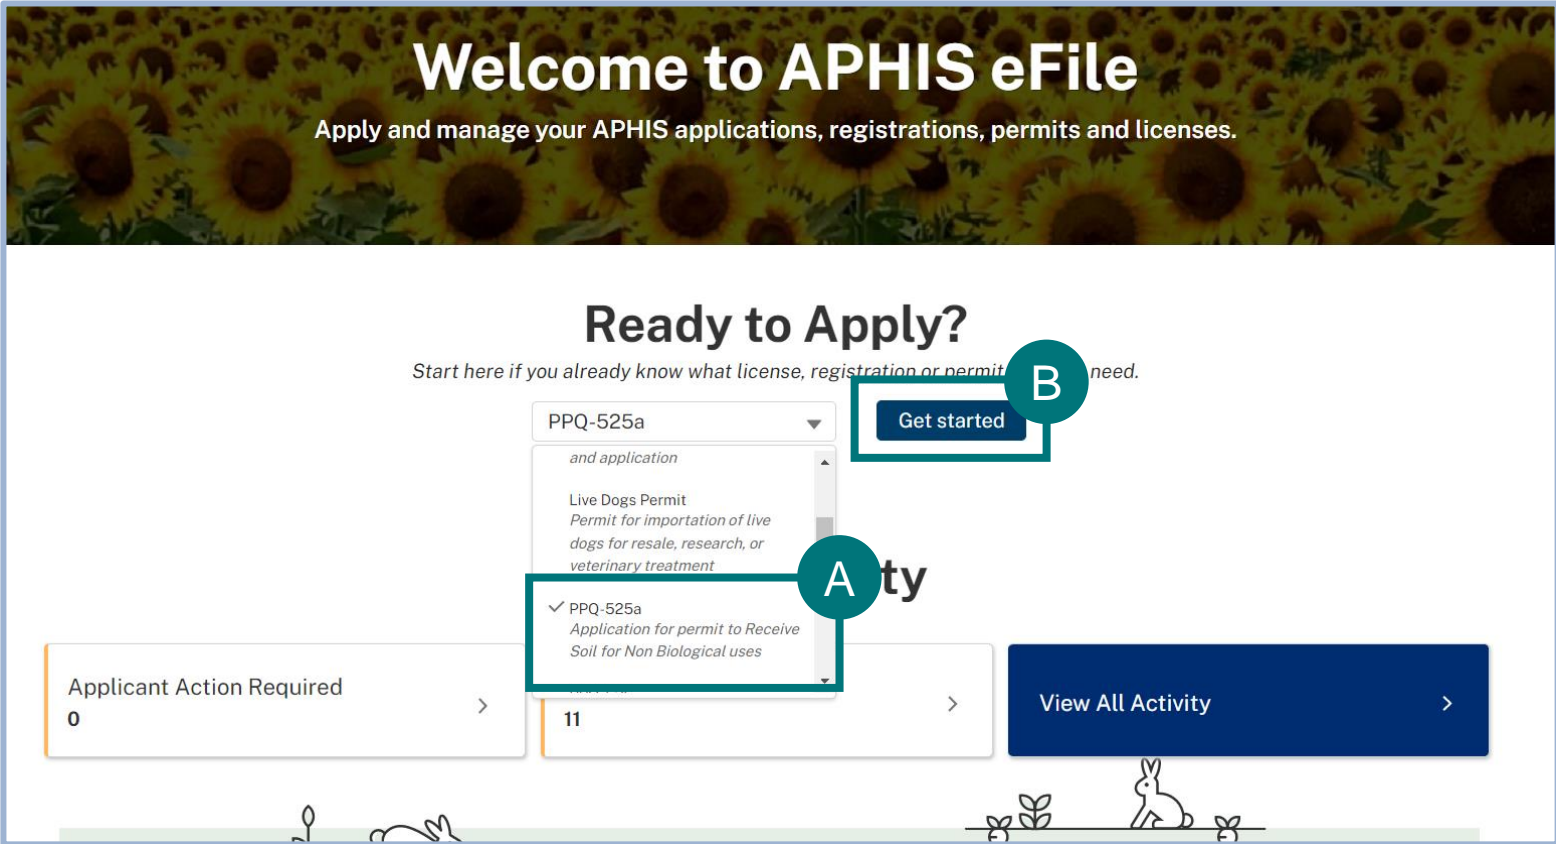 Welcome to APHIS eFile
Apply and manage your APHIS applications, registrations, permits and licenses.
Ready to Apply?
Start here if you already know what license, registration or permit need.
B
PPQ-525a
Get started
and application
Live Dogs Permit
Permit for importation of live
dogs for resale, research, or
veterinary treatment
A
ty
PPQ-525a
Application for permit to Receive
Soil for Non Biological uses
Applicant Action Required
0
11
View All Activity